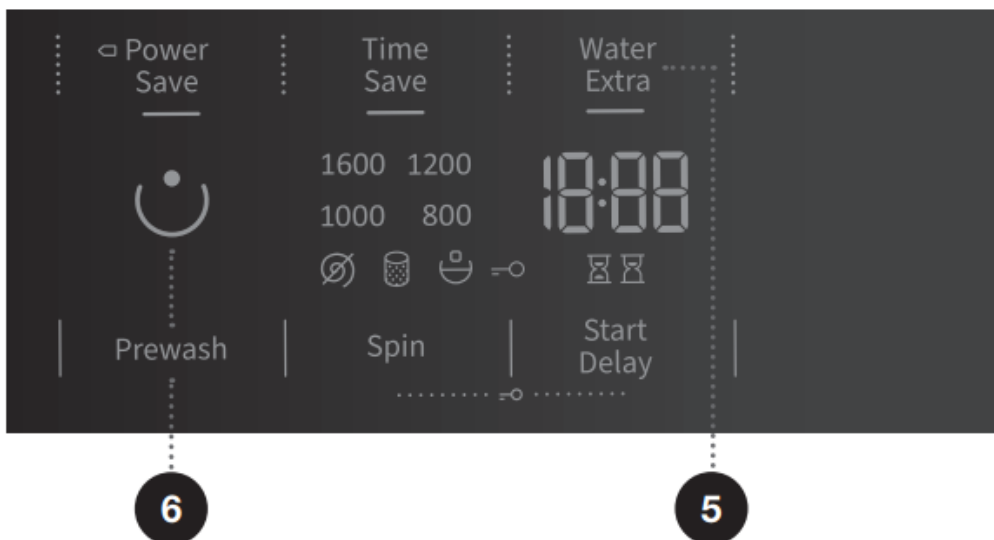 Power Save
Time Save
Water Extra
1600 1200
1000 800
18:88
Prewash
Spin
Start Delay
6
5